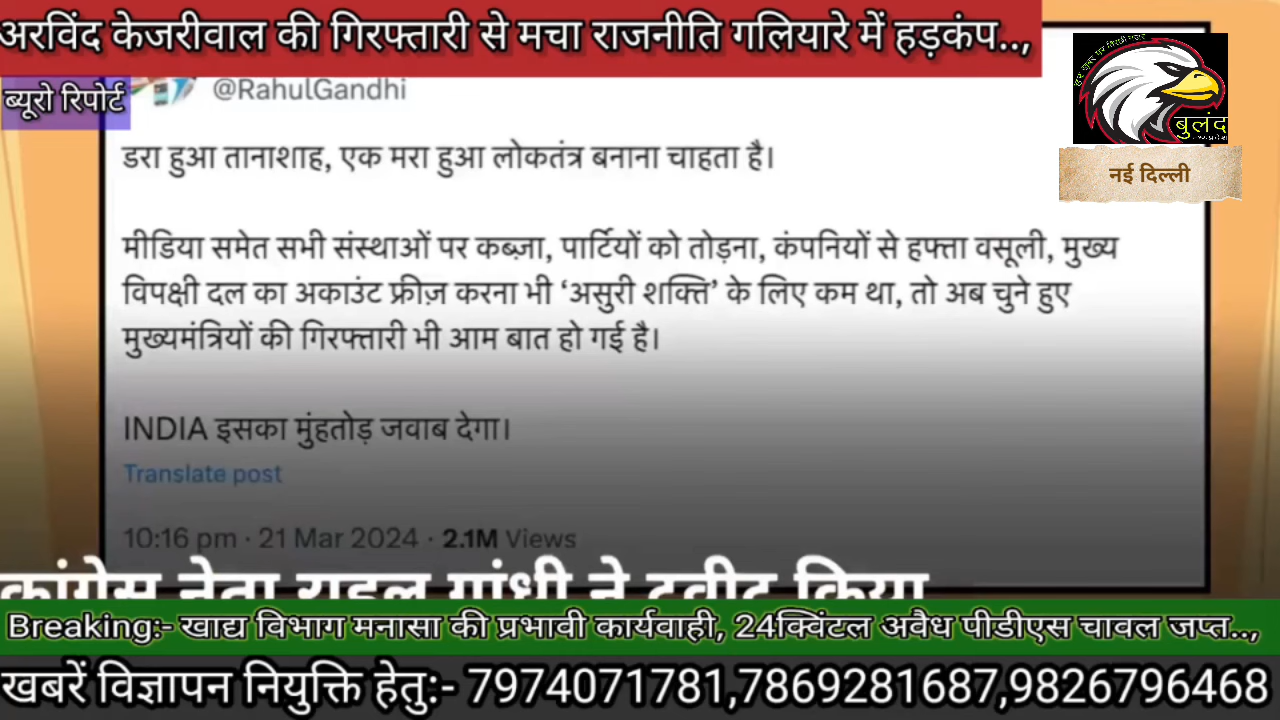 अरविंद केजरीवाल की गिरफ्तारी से मचा राजनीति गलियारे में हड़कंप..,
ब्यूरो रिपोर्ट
@RahulGandhi
बुलंद
नई दिल्ली
डरा हुआ तानाशाह, एक मरा हुआ लोकतंत्र बनाना चाहता है।
मीडिया समेत सभी संस्थाओं पर कब्ज़ा, पार्टियों को तोड़ना, कंपनियों से हफ्ता वसूली, मुख्य
विपक्षी दल का अकाउंट फ्रीज़ करना भी ‘असुरी शक्ति’ के लिए कम था, तो अब चुने हुए
मुख्यमंत्रियों की गिरफ्तारी भी आम बात हो गई है।
INDIA इसका मुंहतोड़ जवाब देगा।
Translate post
10:16 pm · 21 Mar 2024 · 2.1M Views
कांग्रेस नेता राहुल गांधी ने ट्वीट किया
Breaking:- खाद्य विभाग मनासा की प्रभावी कार्यवाही, 24क्विंटल अवैध पीडीएस चावल जप्त..,
खबरें विज्ञापन नियुक्ति हेतु:- 7974071781,7869281687,9826796468